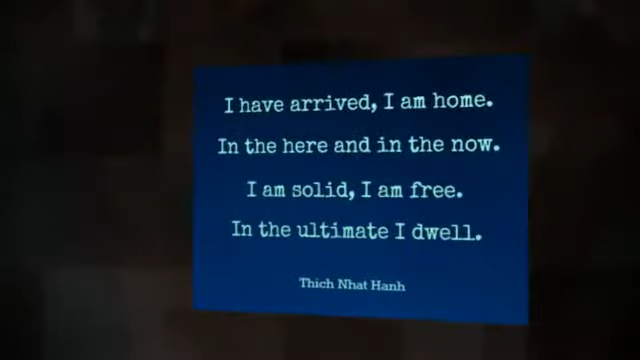 I have arrived, I am home.
In the here and in the now.
I am solid, I am free.
In the ultimate I dwell.
Thich Nhat Hanh